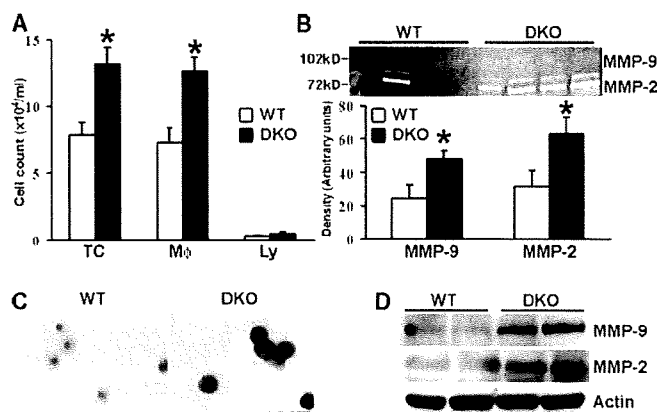 A
Cell count (x10⁴/ml)
15
10
5
0
*
*
WT
DKO
TC
MΦ
Ly
B
WT
DKO
102kD
72kD
MMP-9
MMP-2
Density (Arbitrary units)
80
60
40
20
0
WT
DKO
*
*
MMP-9
MMP-2
C
WT
DKO
D
WT
DKO
MMP-9
MMP-2
Actin